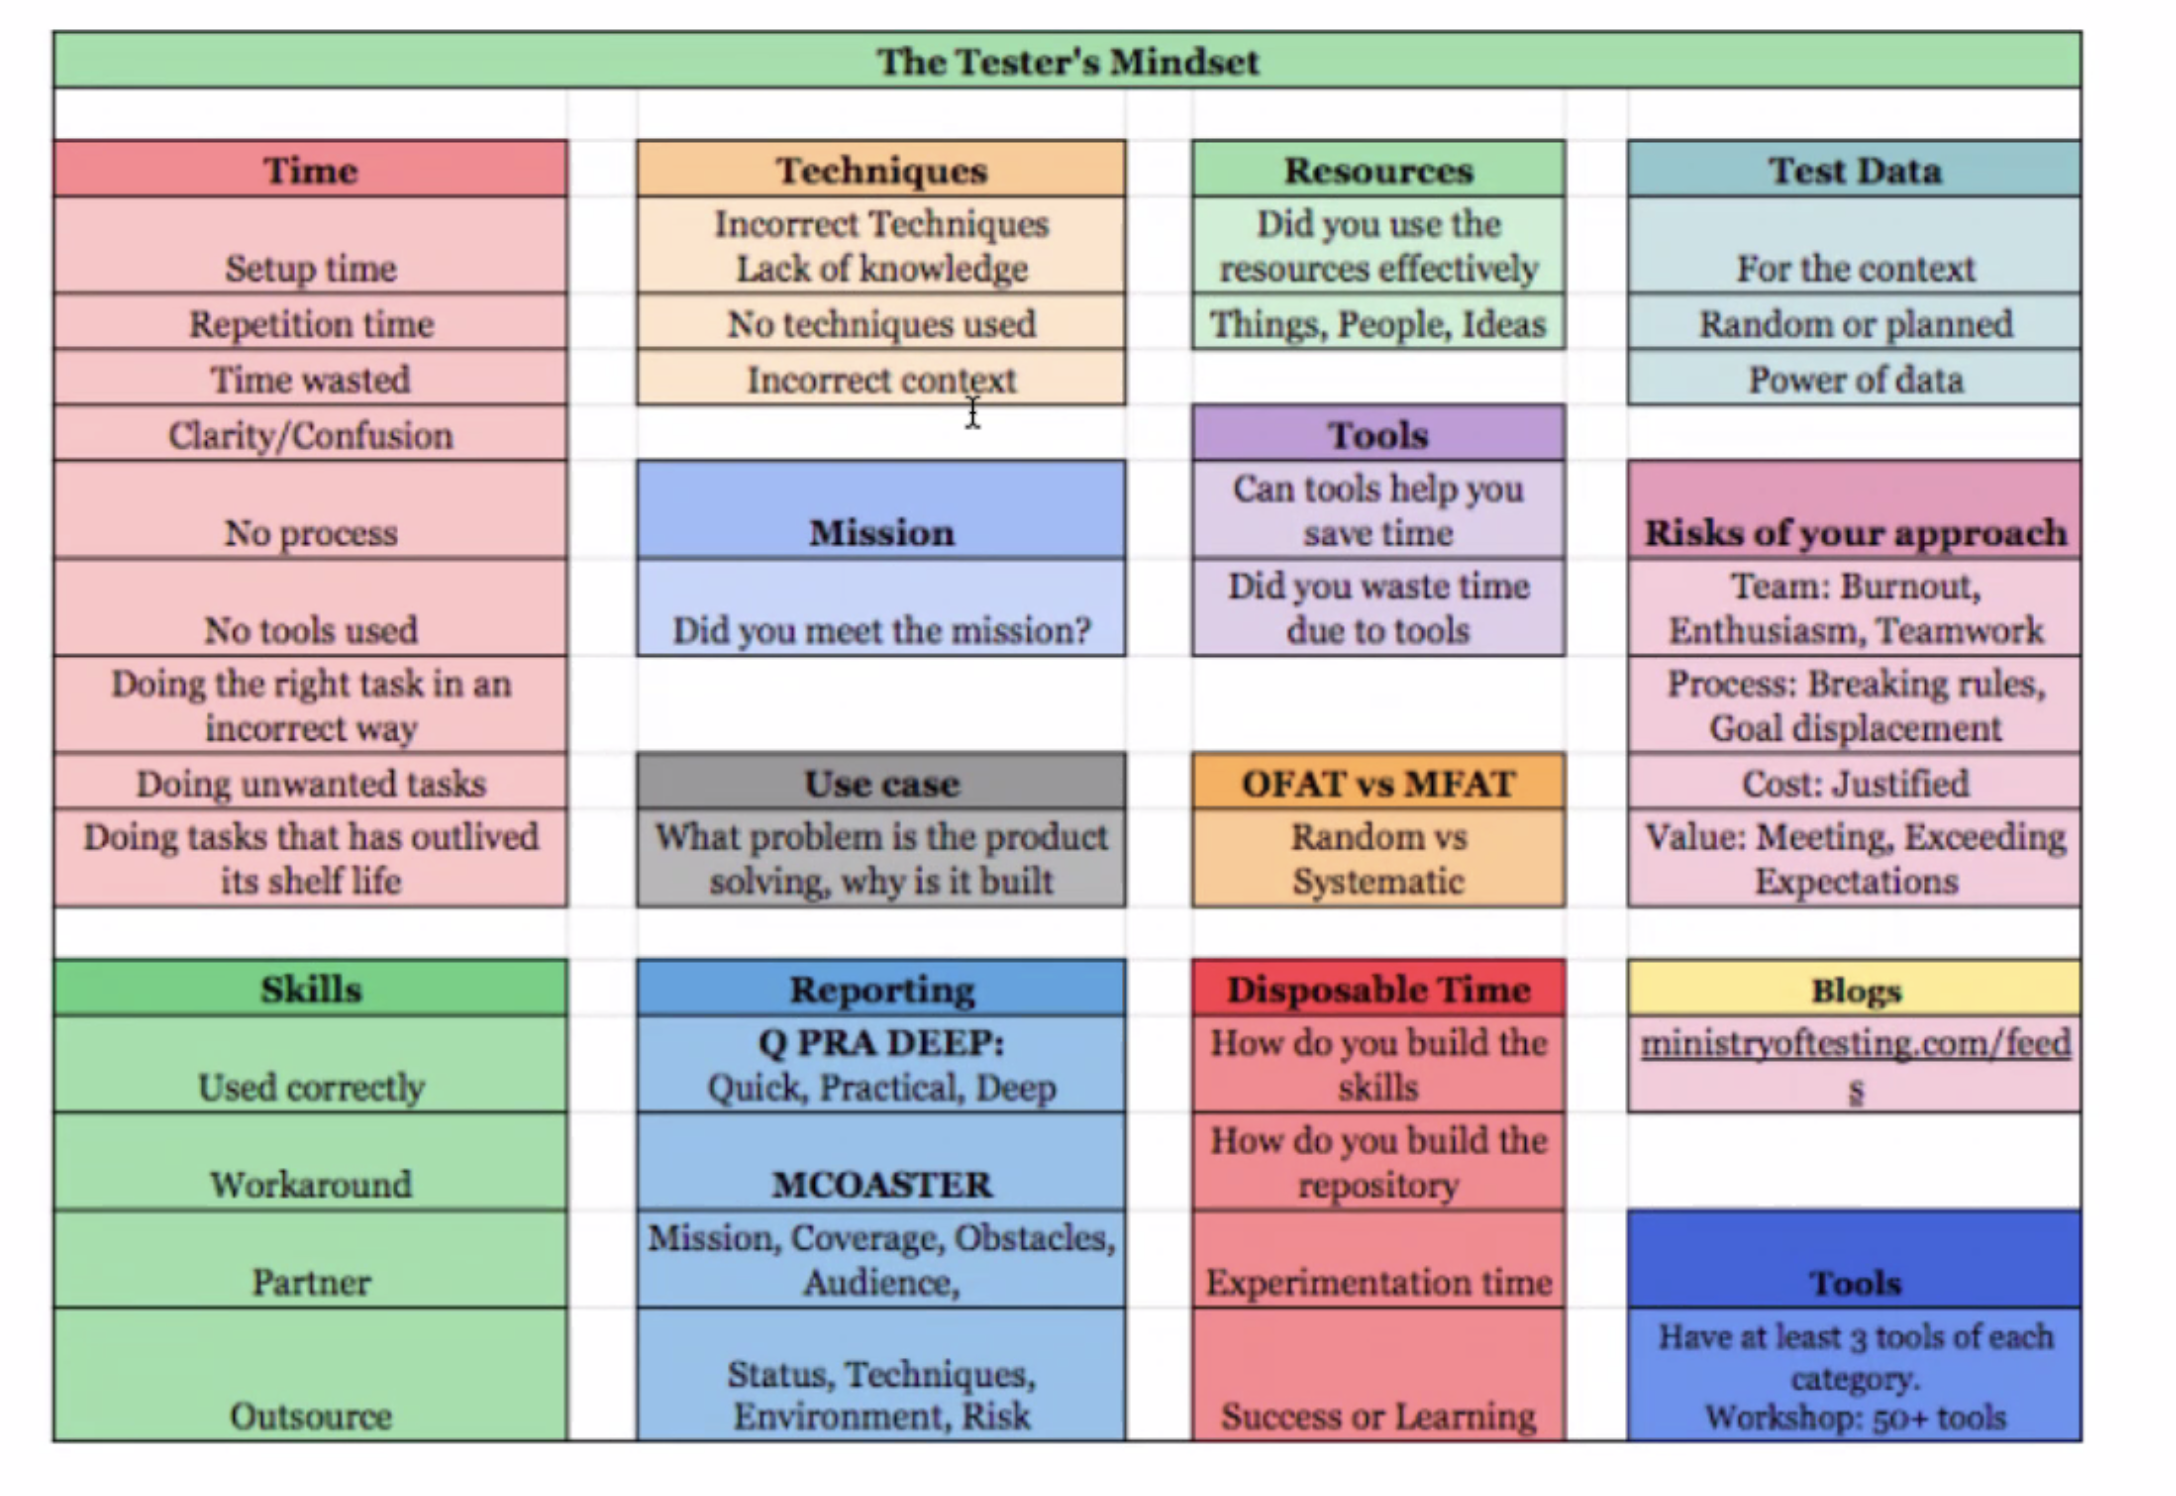 The Tester's Mindset
Time
Setup time
Repetition time
Time wasted
Clarity/Confusion
No process
No tools used
Doing the right task in an
incorrect way
Doing unwanted tasks
Doing tasks that has outlived
its shelf life
Techniques
Incorrect Techniques
Lack of knowledge
No techniques used
Incorrect context
Mission
Did you meet the mission?
Use case
What problem is the product
solving, why is it built
Resources
Did you use the
resources effectively
Things, People, Ideas
Tools
Can tools help you
save time
Did you waste time
due to tools
OFAT vs MFAT
Random vs
Systematic
Test Data
For the context
Random or planned
Power of data
Risks of your approach
Team: Burnout,
Enthusiasm, Teamwork
Process: Breaking rules,
Goal displacement
Cost: Justified
Value: Meeting, Exceeding
Expectations
Skills
Used correctly
Workaround
Partner
Outsource
Reporting
Q PRA DEEP:
Quick, Practical, Deep
MCOASTER
Mission, Coverage, Obstacles,
Audience,
Status, Techniques,
Environment, Risk
Disposable Time
How do you build the
skills
How do you build the
repository
Experimentation time
Success or Learning
Blogs
ministryoftesting.com/feed
s
Tools
Have at least 3 tools of each
category.
Workshop: 50+ tools